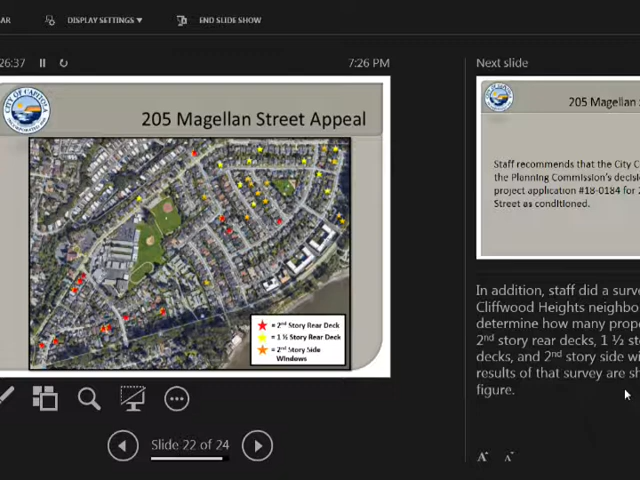 AR
DISPLAY SETTINGS ▼
END SLIDE SHOW
26:37
7:26 PM
Next slide
CITY OF CAPITOLA
INCORPORATED
205 Magellan Street Appeal
= 2nd Story Rear Deck
= 1 ½ Story Rear Deck
= 2nd Story Side
Windows
205 Magellan
Staff recommends that the City C
the Planning Commission's decis
project application #18-0184 for 2
Street as conditioned.
In addition, staff did a surve
Cliffwood Heights neighbo
determine how many prope
2nd story rear decks, 1 ½ st
decks, and 2nd story side wi
results of that survey are sh
figure.
Slide 22 of 24
A A